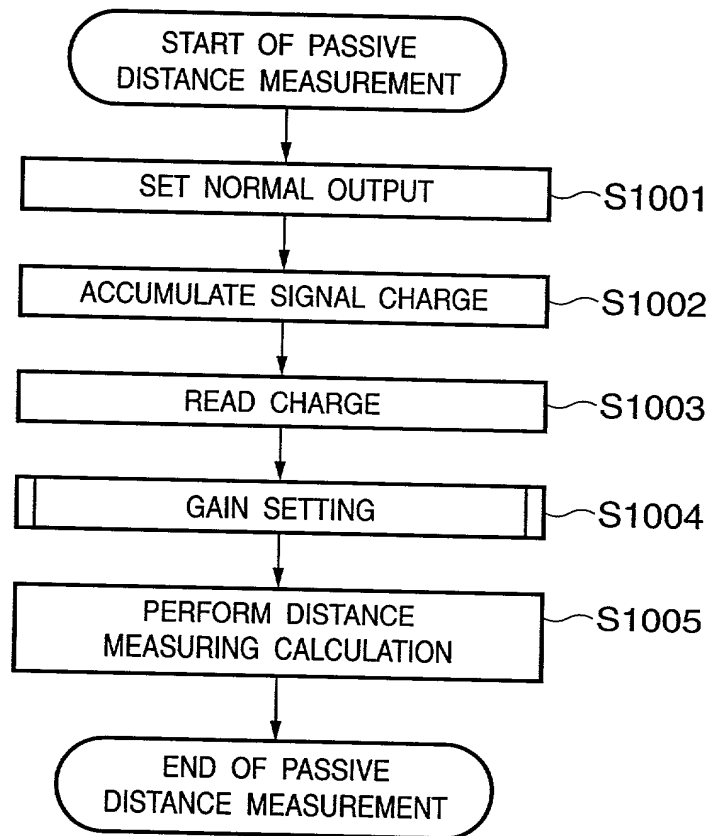 START OF PASSIVE
DISTANCE MEASUREMENT
SET NORMAL OUTPUT
S1001
ACCUMULATE SIGNAL CHARGE
S1002
READ CHARGE
S1003
GAIN SETTING
S1004
PERFORM DISTANCE
MEASURING CALCULATION
S1005
END OF PASSIVE
DISTANCE MEASUREMENT